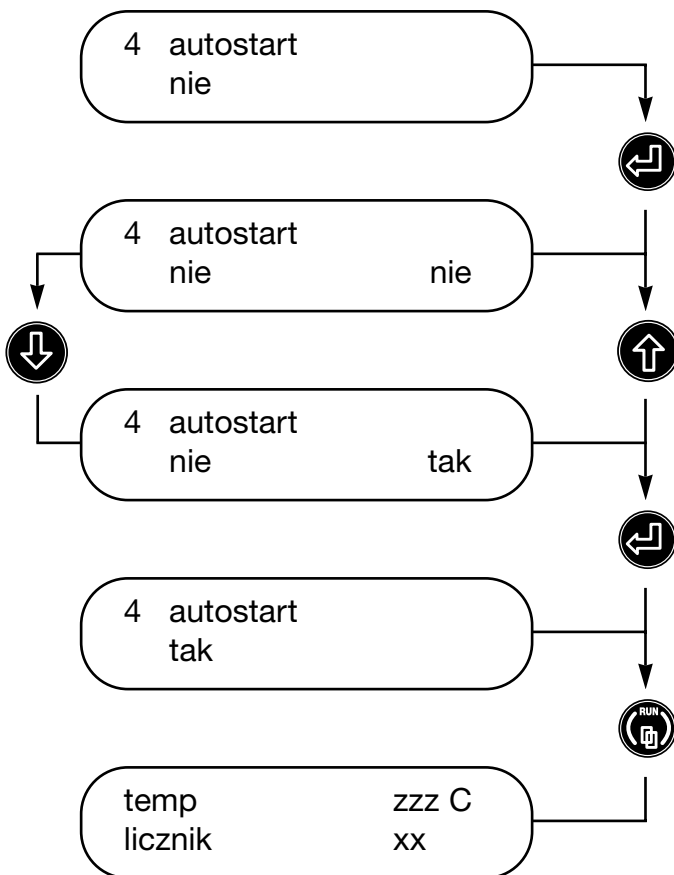 4 autostart
nie
4 autostart
nie nie
4 autostart
nie tak
4 autostart
tak
RUN
temp zzz C
licznik xx